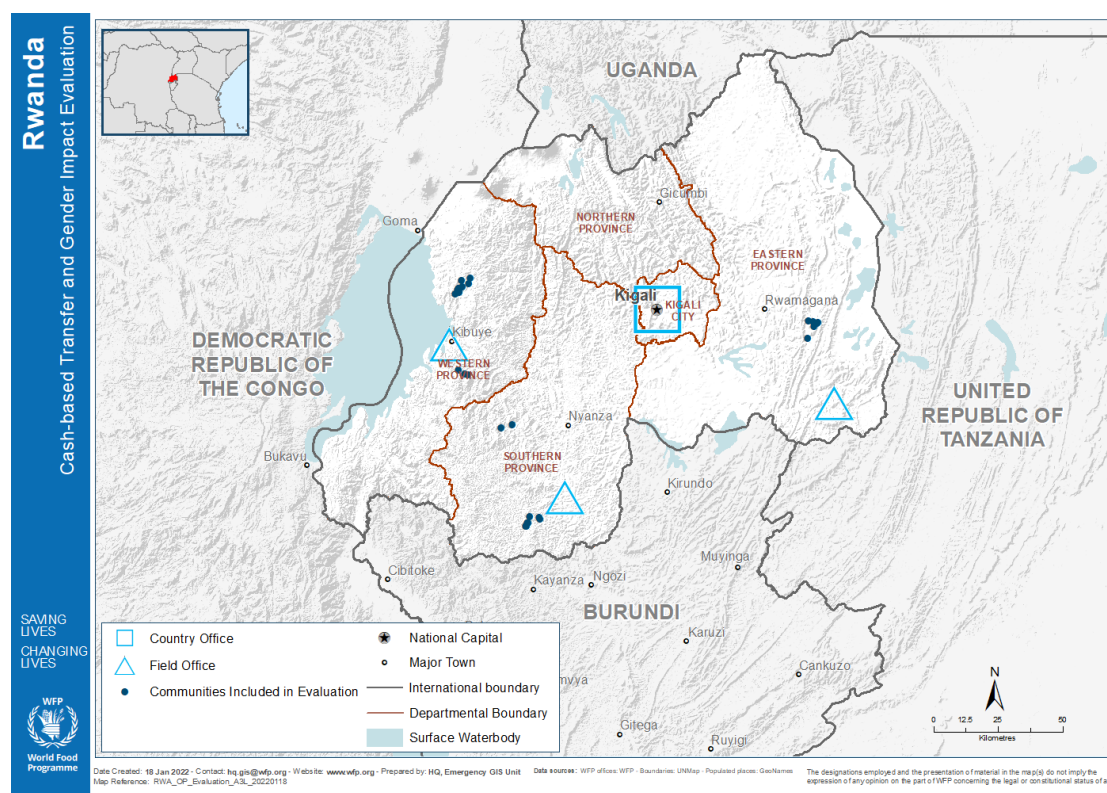 Rwanda
Cash-based Transfer and Gender Impact Evaluation
SAVING
LIVES
CHANGING
LIVES
WFP
World Food
Programme
UGANDA
Gicumbi
NORTHERN
PROVINCE
Goma
EASTERN
PROVINCE
Kigali
KIGALI
CITY
Rwamagana
DEMOCRATIC
REPUBLIC OF
THE CONGO
Kibuye
WESTERN
PROVINCE
UNITED
REPUBLIC OF
TANZANIA
Nyanza
Bukavu
SOUTHERN
PROVINCE
Kirundo
Muyinga
Cibitoke
Kayanza
Ngozi
BURUNDI
Karuzi
Cankuzo
Gitega
Ruyigi
Country Office
Field Office
Communities Included in Evaluation
National Capital
Major Town
International boundary
Departmental Boundary
Surface Waterbody
N
0 12.5 25 50
Kilometres
Date Created: 18 Jan 2022 - Contact: hq.gis@wfp.org - Website: www.wfp.org - Prepared by: HQ, Emergency GIS Unit
Map Reference: RWA_OP_Evaluation_A3L_20220118
Data sources: WFP offices: WFP - Boundaries: UNMap - Populated places: GeoNames
The designations employed and the presentation of material in the map(s) do not imply the
expression of any opinion on the part of WFP concerning the legal or constitutional status of a